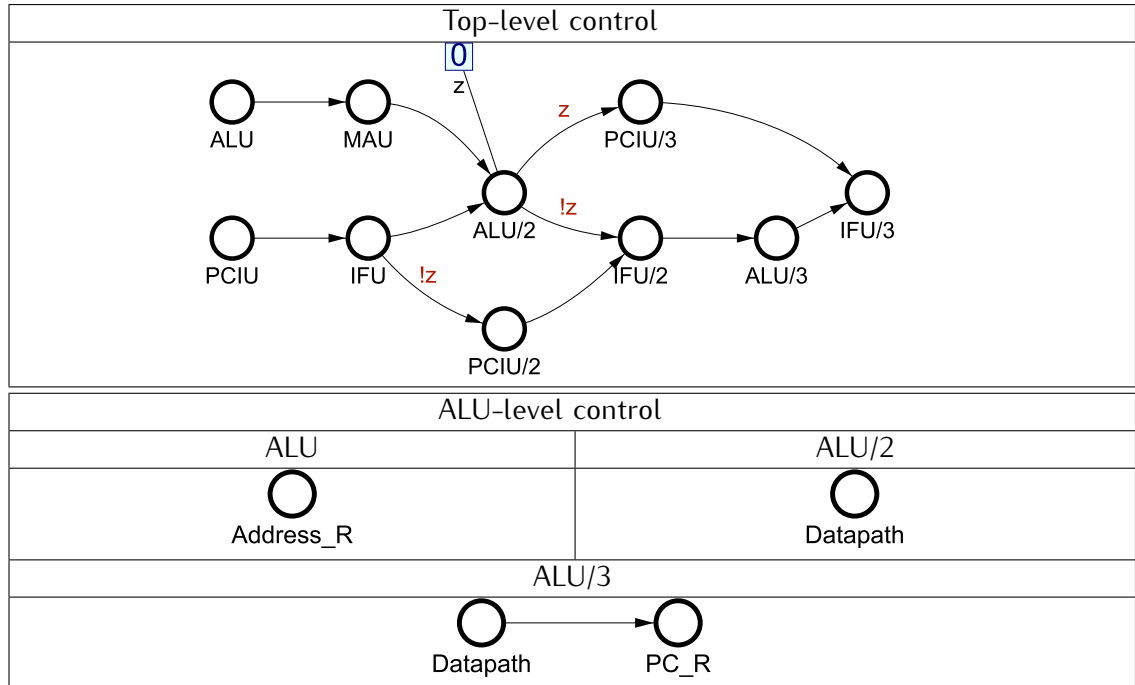 Top-level control
0
z
z
ALU
MAU
PCIU/3
!z
ALU/2
IFU/3
PCIU
IFU
!z
IFU/2
ALU/3
PCIU/2
ALU-level control
ALU
ALU/2
Address_R
Datapath
ALU/3
Datapath
PC_R